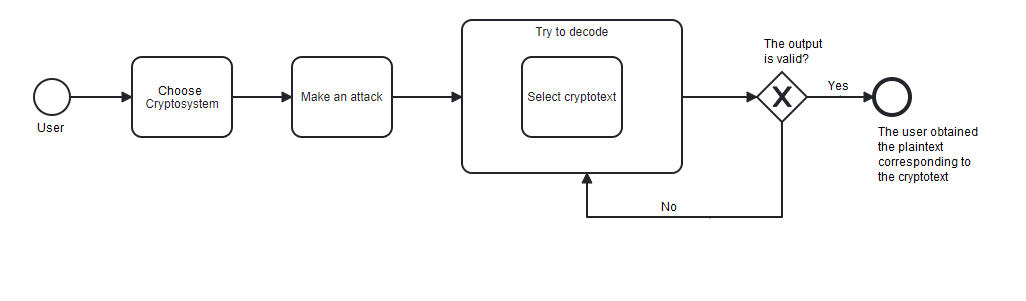 User
Choose
Cryptosystem
Make an attack
Try to decode
Select cryptotext
The output
is valid?
Yes
No
The user obtained
the plaintext
corresponding to
the cryptotext